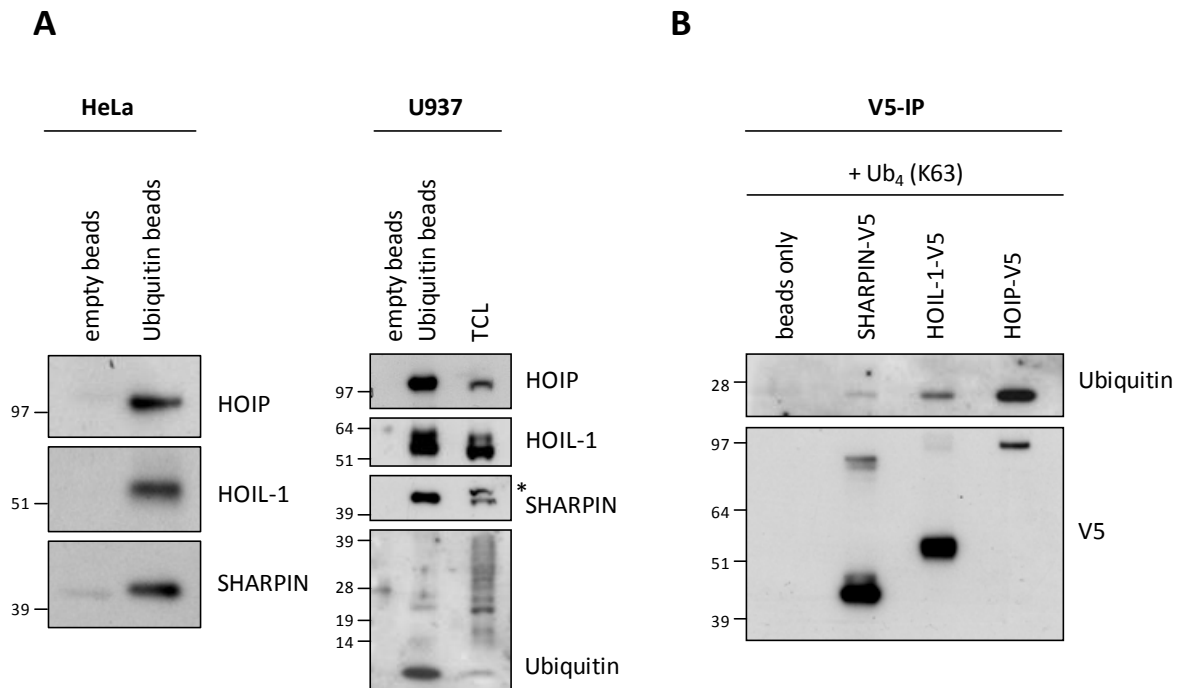 A
B
HeLa
U937
V5-IP
+ Ub₄ (K63)
empty beads
Ubiquitin beads
empty beads
Ubiquitin beads
TCL
beads only
SHARPIN-V5
HOIL-1-V5
HOIP-V5
97
HOIP
51
HOIL-1
39
SHARPIN
97
HOIP
64
51
HOIL-1
*
39
SHARPIN
39
28
19
14
Ubiquitin
28
Ubiquitin
97
64
51
39
V5